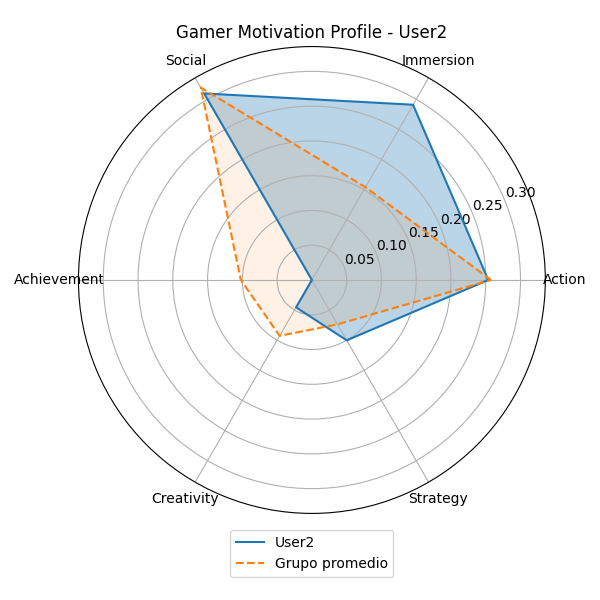 Gamer Motivation Profile - User2
Social
Immersion
0.30
0.25
0.20
0.15
0.10
0.05
Achievement
Action
Creativity
Strategy
User2
Grupo promedio